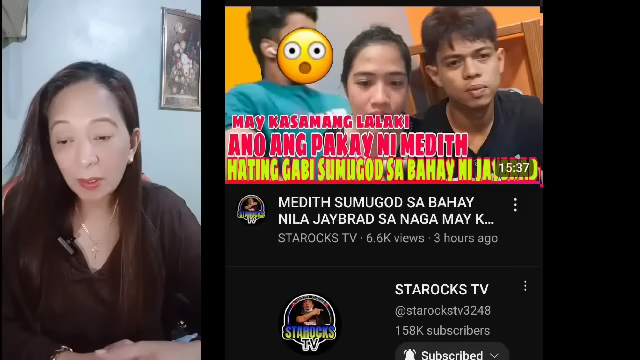 MAY KASAMANG LALAKI
ANO ANG PAKAY NI MEDITH
HATING GABI SUMUGOD SA BAHAY NI JAYBRAD
15:37
MEDITH SUMUGOD SA BAHAY
NILA JAYBRAD SA NAGA MAY K...
STAROCKS TV · 6.6K views · 3 hours ago
STAROCKS TV
@starockstv3248
158K subscribers
STAROCKS
TV
Subscribed